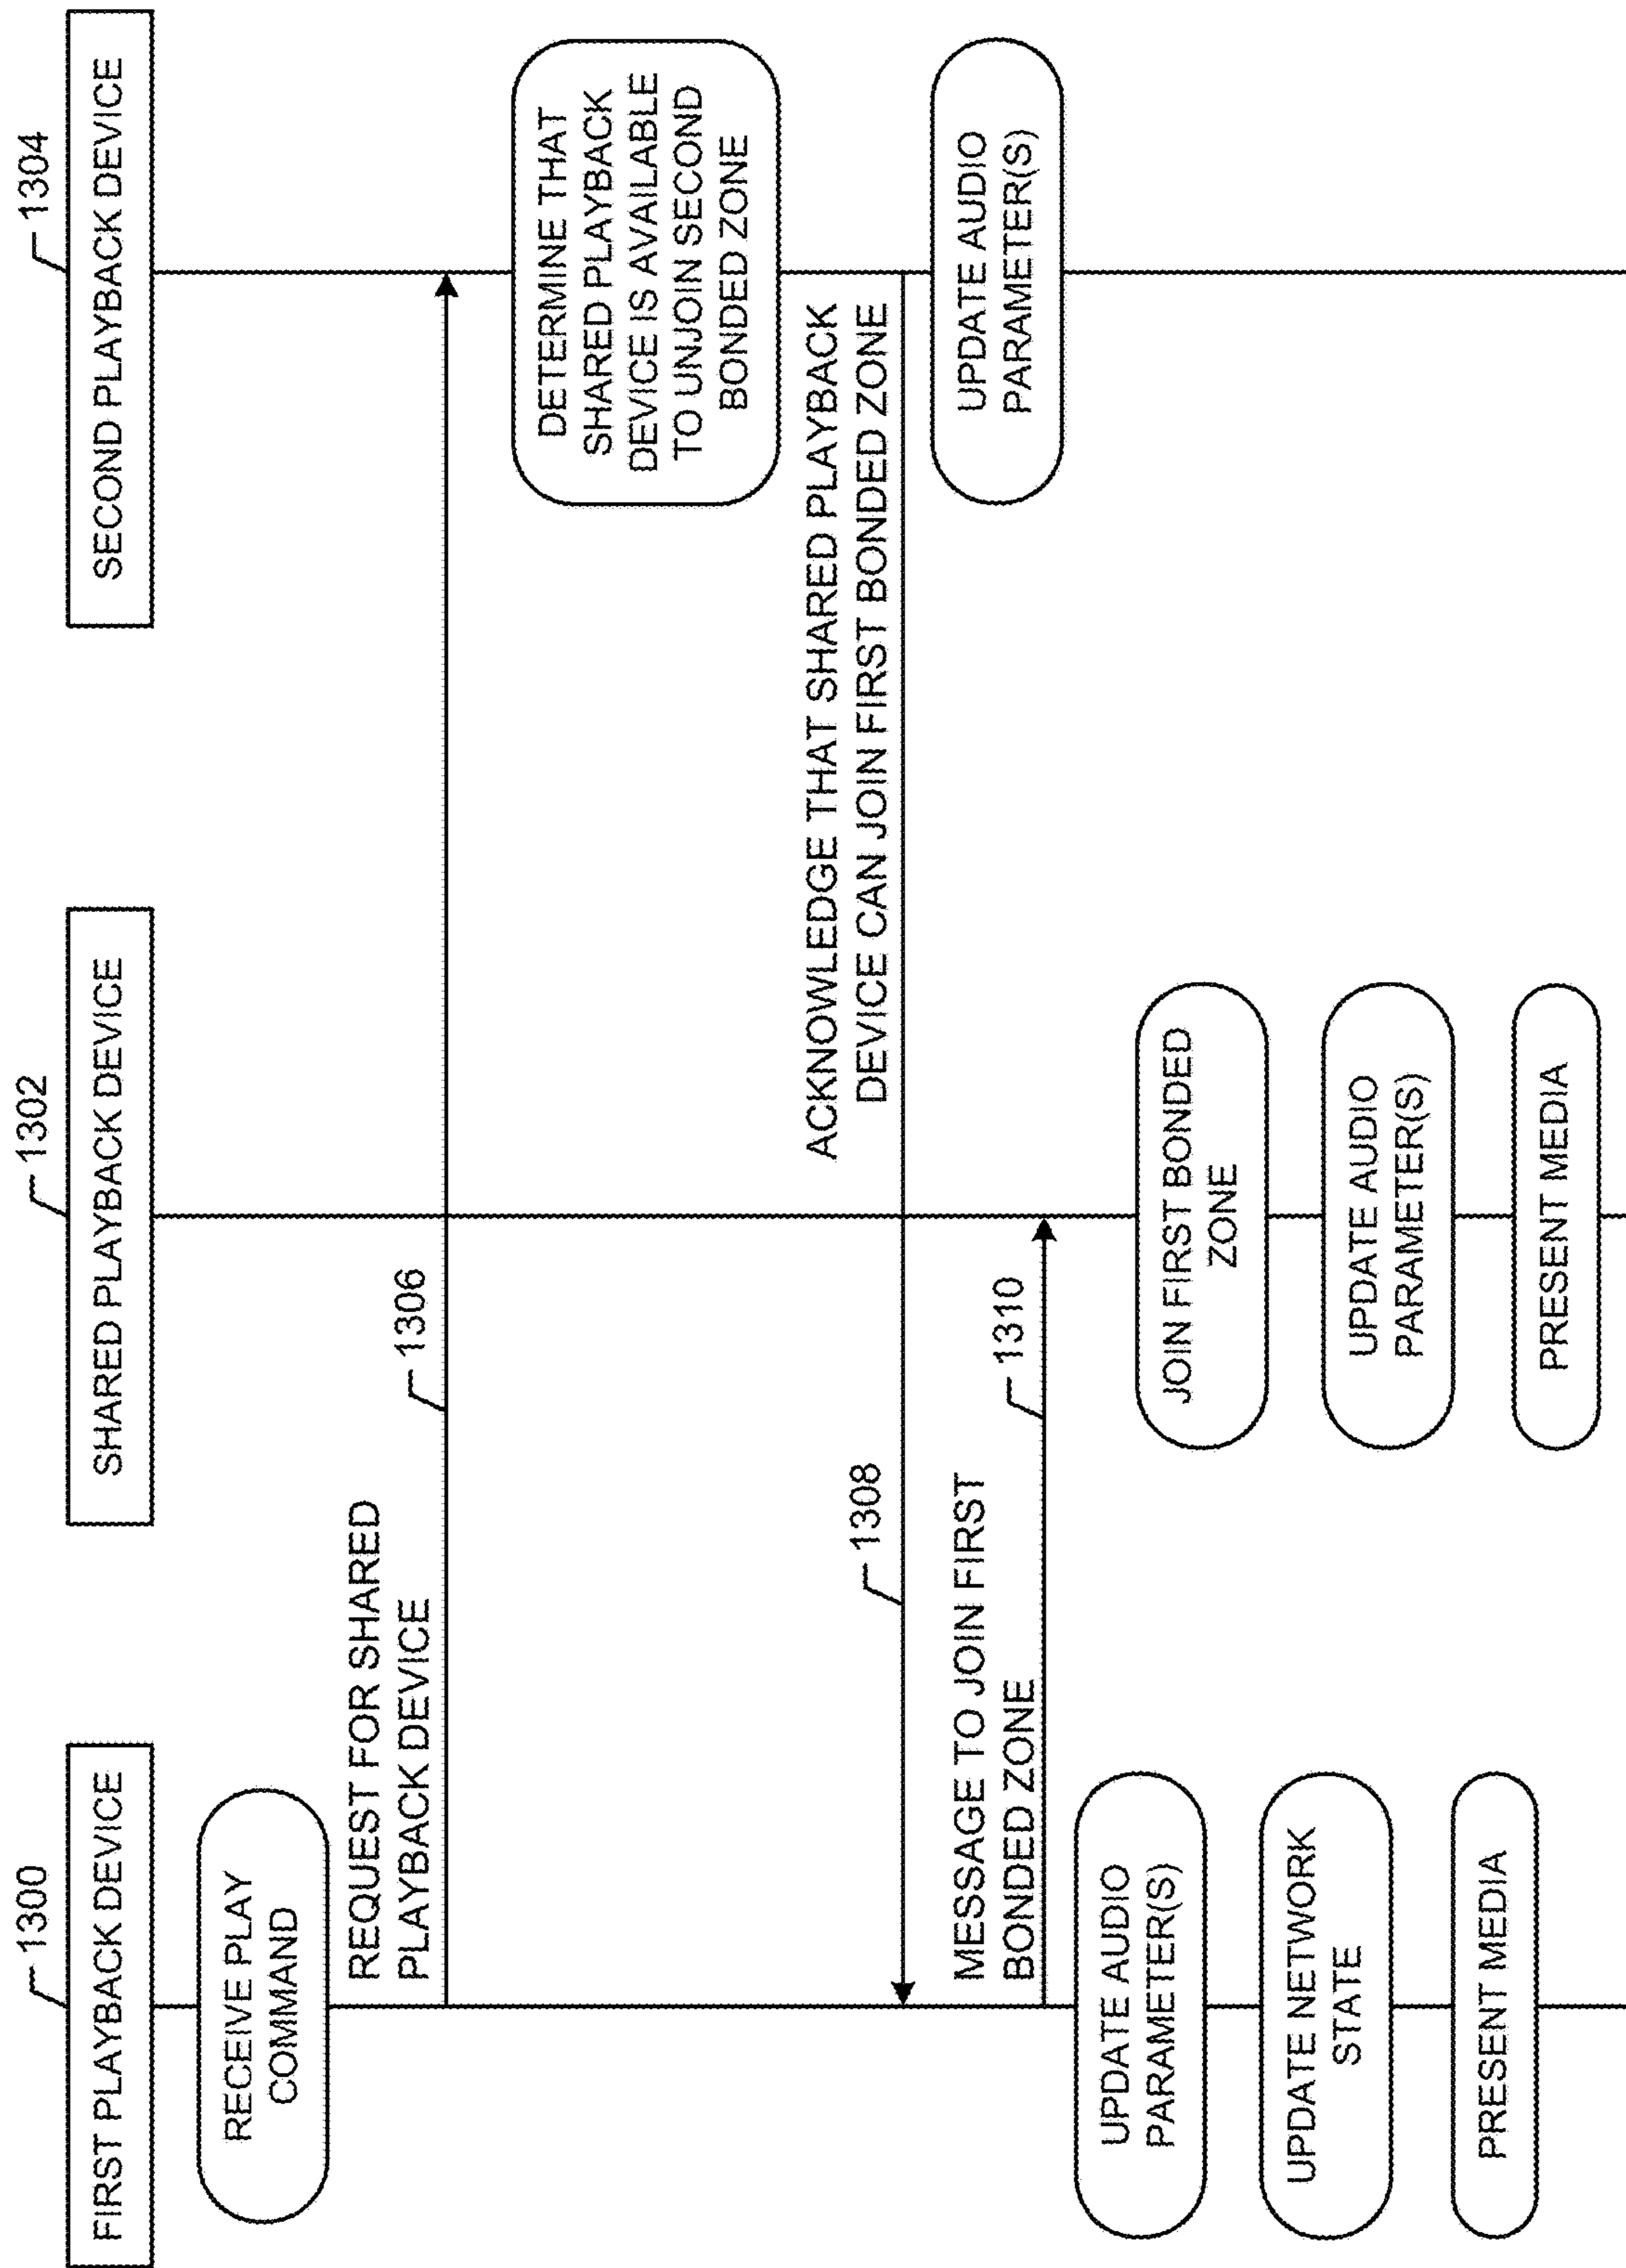 1300
FIRST PLAYBACK DEVICE
1302
SHARED PLAYBACK DEVICE
1304
SECOND PLAYBACK DEVICE
RECEIVE PLAY
COMMAND
REQUEST FOR SHARED
PLAYBACK DEVICE
1306
DETERMINE THAT
SHARED PLAYBACK
DEVICE IS AVAILABLE
TO UNJOIN SECOND
BONDED ZONE
ACKNOWLEDGE THAT SHARED PLAYBACK
DEVICE CAN JOIN FIRST BONDED ZONE
1308
UPDATE AUDIO
PARAMETER(S)
MESSAGE TO JOIN FIRST
BONDED ZONE
1310
UPDATE AUDIO
PARAMETER(S)
JOIN FIRST BONDED
ZONE
UPDATE NETWORK
STATE
UPDATE AUDIO
PARAMETER(S)
PRESENT MEDIA
PRESENT MEDIA